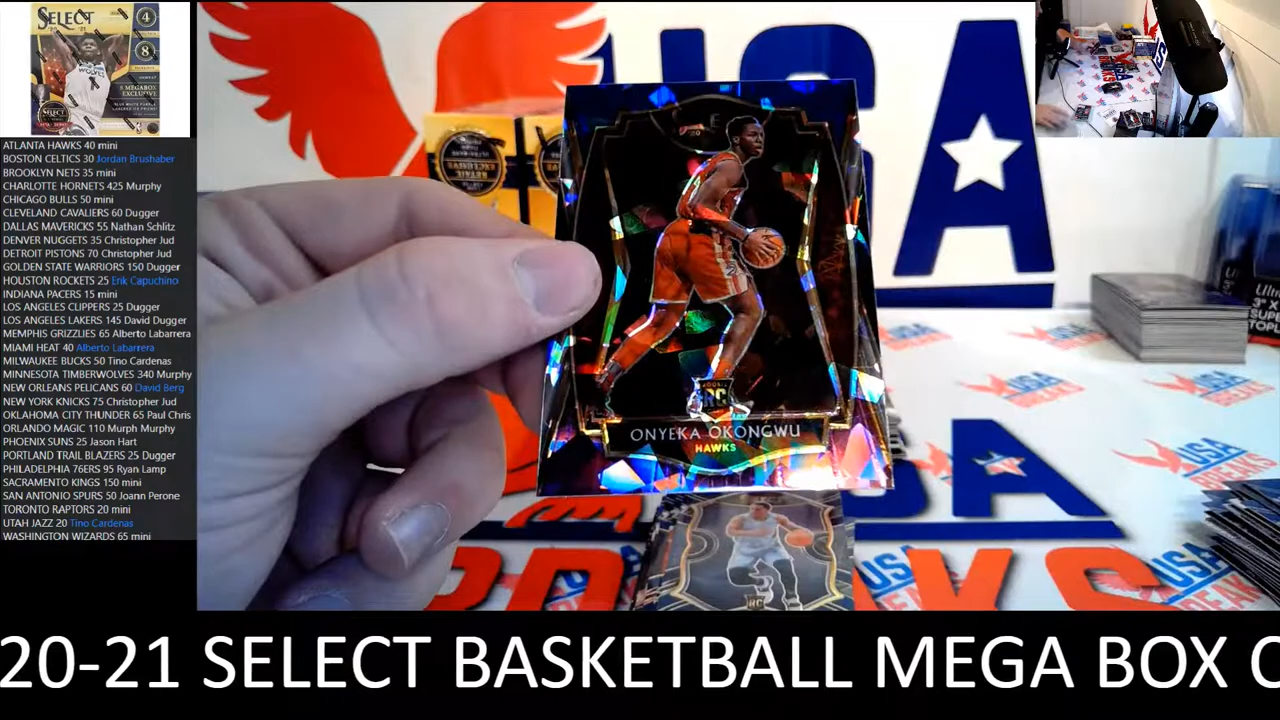 SELECT
4
8
WOLVES
ATLANTA HAWKS 40 mini
BOSTON CELTICS 30 Jordan Brushaber
BROOKLYN NETS 35 mini
CHARLOTTE HORNETS 425 Murphy
CHICAGO BULLS 50 mini
CLEVELAND CAVALIERS 60 Dugger
DALLAS MAVERICKS 55 Nathan Schlitz
DENVER NUGGETS 35 Christopher Jud
DETROIT PISTONS 70 Christopher Jud
GOLDEN STATE WARRIORS 150 Dugger
HOUSTON ROCKETS 25 Erik Capuchino
INDIANA PACERS 15 mini
LOS ANGELES CLIPPERS 25 Dugger
LOS ANGELES LAKERS 145 David Dugger
MEMPHIS GRIZZLIES 65 Alberto Labarrera
MIAMI HEAT 40 Alberto Labarrera
MILWAUKEE BUCKS 50 Tino Cardenas
MINNESOTA TIMBERWOLVES 340 Murphy
NEW ORLEANS PELICANS 60 David Berg
NEW YORK KNICKS 75 Christopher Jud
OKLAHOMA CITY THUNDER 65 Paul Chris
ORLANDO MAGIC 110 Murph Murphy
PHOENIX SUNS 25 Jason Hart
PORTLAND TRAIL BLAZERS 25 Dugger
PHILADELPHIA 76ERS 95 Ryan Lamp
SACRAMENTO KINGS 150 mini
SAN ANTONIO SPURS 50 Joann Perone
TORONTO RAPTORS 20 mini
UTAH JAZZ 20 Tino Cardenas
WASHINGTON WIZARDS 65 mini
USA
RC
ONYEKA OKONGWU
HAWKS
RC
USA
BREAKS
20-21 SELECT BASKETBALL MEGA BOX